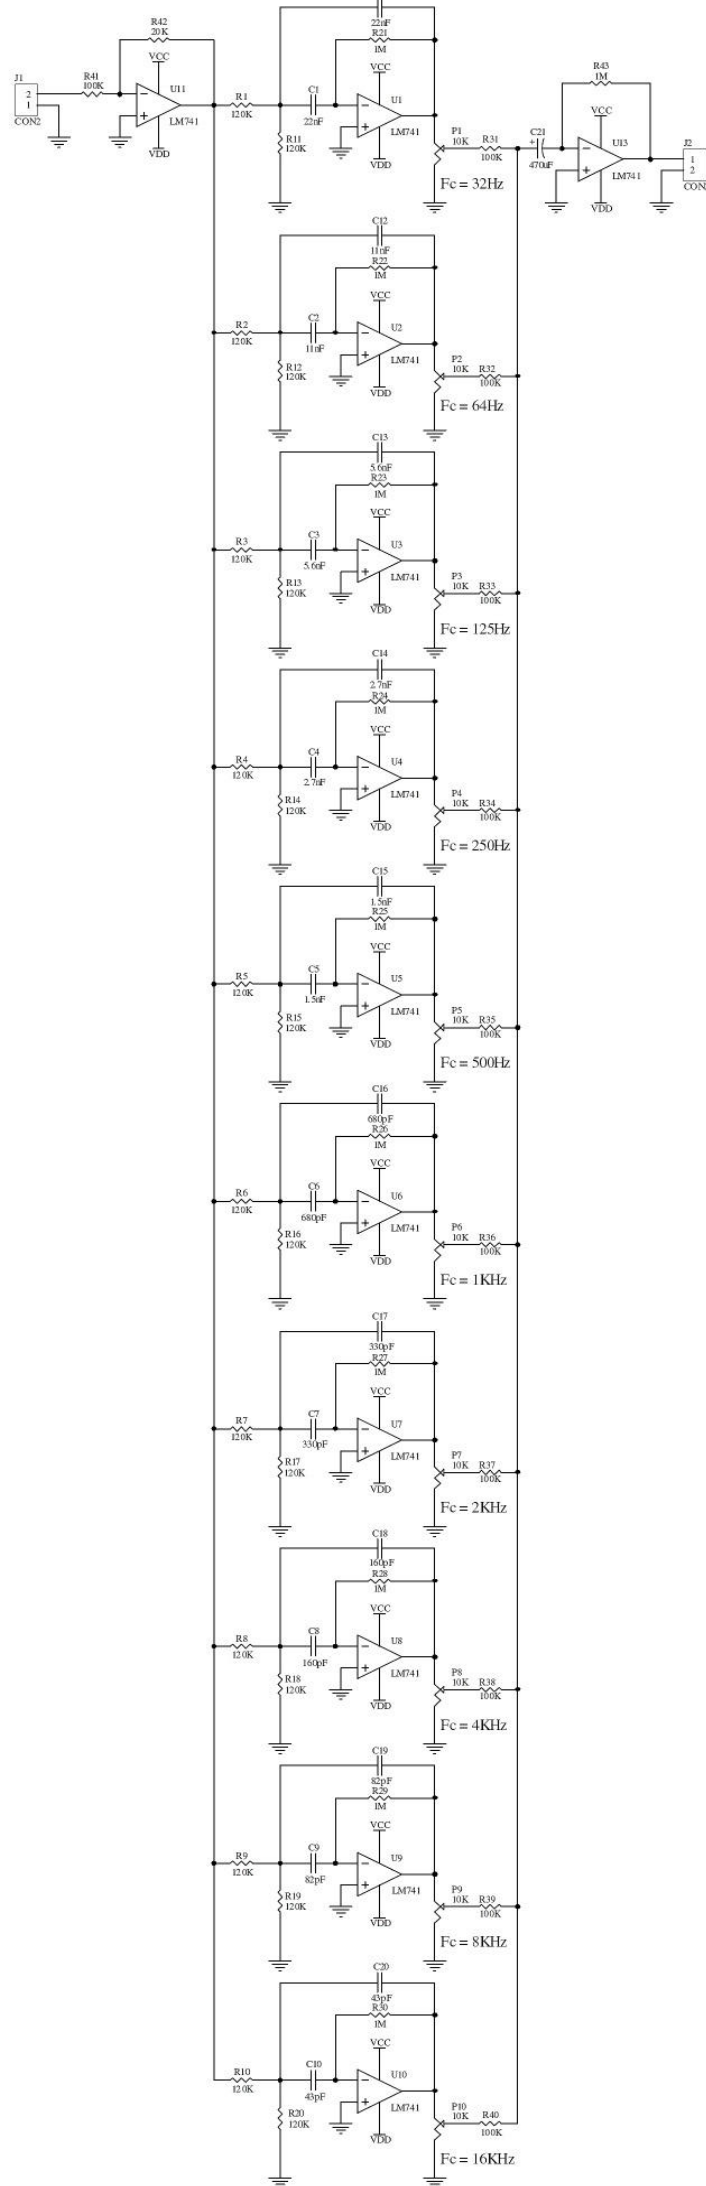 R42
20K
VCC
J1
R41
U11
2
100K
1
LM741
CON2
VDD
22nF
R21
1M
VCC
R1
C1
U1
120K
22nF
LM741
R11
120K
VDD
P1
10K
R31
100K
Fc = 32Hz
R43
1M
VCC
C21
+
U13
470uF
LM741
VDD
J2
1
2
CON
C12
11nF
R22
1M
VCC
R2
C2
U2
120K
11nF
LM741
R12
120K
VDD
P2
10K
R32
100K
Fc = 64Hz
C13
5.6nF
R23
1M
VCC
R3
C3
U3
120K
5.6nF
LM741
R13
120K
VDD
P3
10K
R33
100K
Fc = 125Hz
C14
2.7nF
R24
1M
VCC
R4
C4
U4
120K
2.7nF
LM741
R14
120K
VDD
P4
10K
R34
100K
Fc = 250Hz
C15
1.5nF
R25
1M
VCC
R5
C5
U5
120K
1.5nF
LM741
R15
120K
VDD
P5
10K
R35
100K
Fc = 500Hz
C16
680pF
R26
1M
VCC
R6
C6
U6
120K
680pF
LM741
R16
120K
VDD
P6
10K
R36
100K
Fc = 1KHz
C17
330pF
R27
1M
VCC
R7
C7
U7
120K
330pF
LM741
R17
120K
VDD
P7
10K
R37
100K
Fc = 2KHz
C18
160pF
R28
1M
VCC
R8
C8
U8
120K
160pF
LM741
R18
120K
VDD
P8
10K
R38
100K
Fc = 4KHz
C19
82pF
R29
1M
VCC
R9
C9
U9
120K
82pF
LM741
R19
120K
VDD
P9
10K
R39
100K
Fc = 8KHz
C20
43pF
R30
1M
VCC
R10
C10
U10
120K
43pF
LM741
R20
120K
VDD
P10
10K
R40
100K
Fc = 16KHz